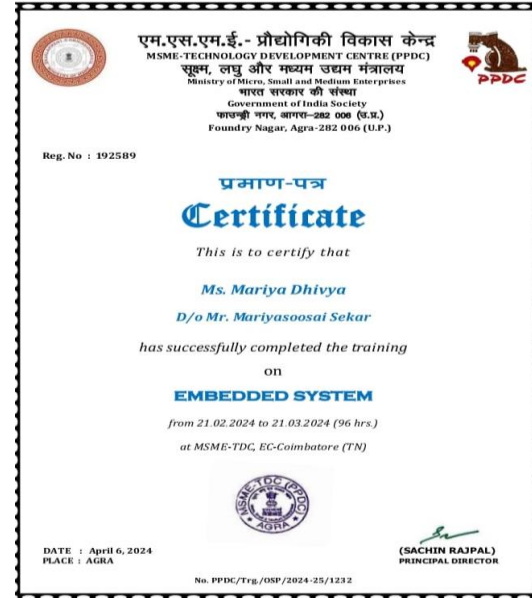 एम.एस.एम.ई.- प्रौद्योगिकी विकास केन्द्र
MSME-TECHNOLOGY DEVELOPMENT CENTRE (PPDC)
सूक्ष्म, लघु और मध्यम उद्यम मंत्रालय
Ministry of Micro, Small and Medium Enterprises
भारत सरकार की संस्था
Government of India Society
फाउन्ड्री नगर, आगरा–282 006 (उ.प्र.)
Foundry Nagar, Agra-282 006 (U.P.)
PPDC
Reg. No : 192589
प्रमाण-पत्र
Certificate
This is to certify that
Ms. Mariya Dhivya
D/o Mr. Mariyasoosai Sekar
has successfully completed the training
on
EMBEDDED SYSTEM
from 21.02.2024 to 21.03.2024 (96 hrs.)
at MSME-TDC, EC-Coimbatore (TN)
MSME-TDC (PPDC)
AGRA
DATE : April 6, 2024
PLACE : AGRA
(SACHIN RAJPAL)
PRINCIPAL DIRECTOR
No. PPDC/Trg./OSP/2024-25/1232